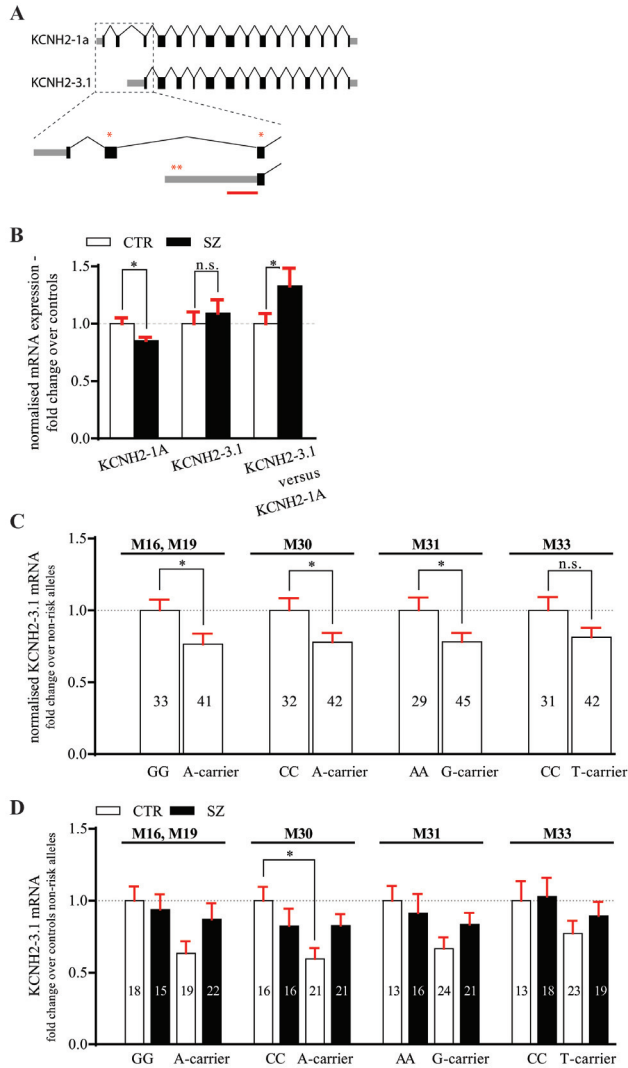 A
KCNH2-1a
KCNH2-3.1
*
*
**
B
CTR SZ
normalised mRNA expression -
fold change over controls
1.5
1.0
0.5
0.0
*
n.s.
*
KCNH2-1A
KCNH2-3.1
KCNH2-3.1
versus
KCNH2-1A
C
normalised KCNH2-3.1 mRNA
fold change over non-risk alleles
1.5
1.0
0.5
0.0
M16, M19 M30 M31 M33
* * * n.s.
33 41 32 42 29 45 31 42
GG A-carrier CC A-carrier AA G-carrier CC T-carrier
D
CTR SZ
KCNH2-3.1 mRNA
fold change over controls non-risk alleles
1.5
1.0
0.5
0.0
M16, M19 M30 M31 M33
*
18 15 19 22 16 16 21 21 13 16 24 21 13 18 23 19
GG A-carrier CC A-carrier AA G-carrier CC T-carrier